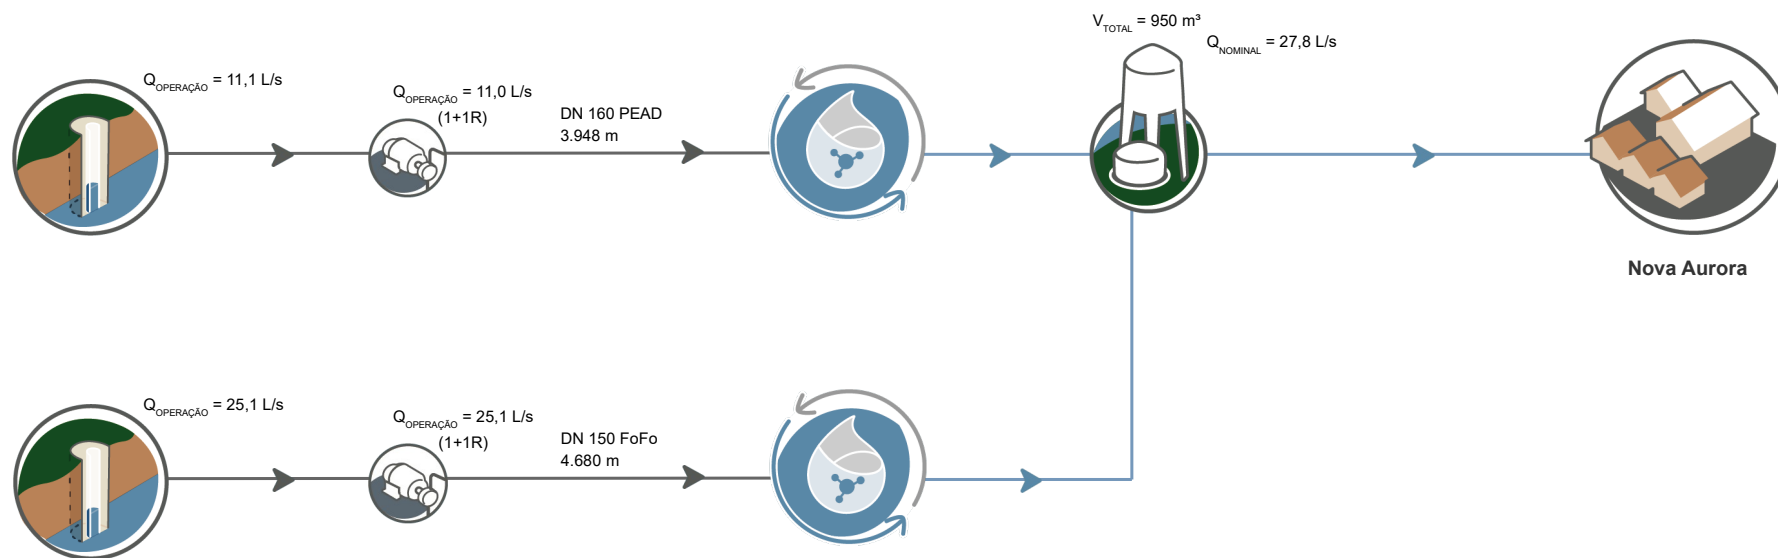 V_TOTAL = 950 m³
Q_NOMINAL = 27,8 L/s
Q_OPERAÇÃO = 11,1 L/s
Q_OPERAÇÃO = 11,0 L/s
(1+1R)
DN 160 PEAD
3.948 m
Nova Aurora
Q_OPERAÇÃO = 25,1 L/s
Q_OPERAÇÃO = 25,1 L/s
(1+1R)
DN 150 FoFo
4.680 m